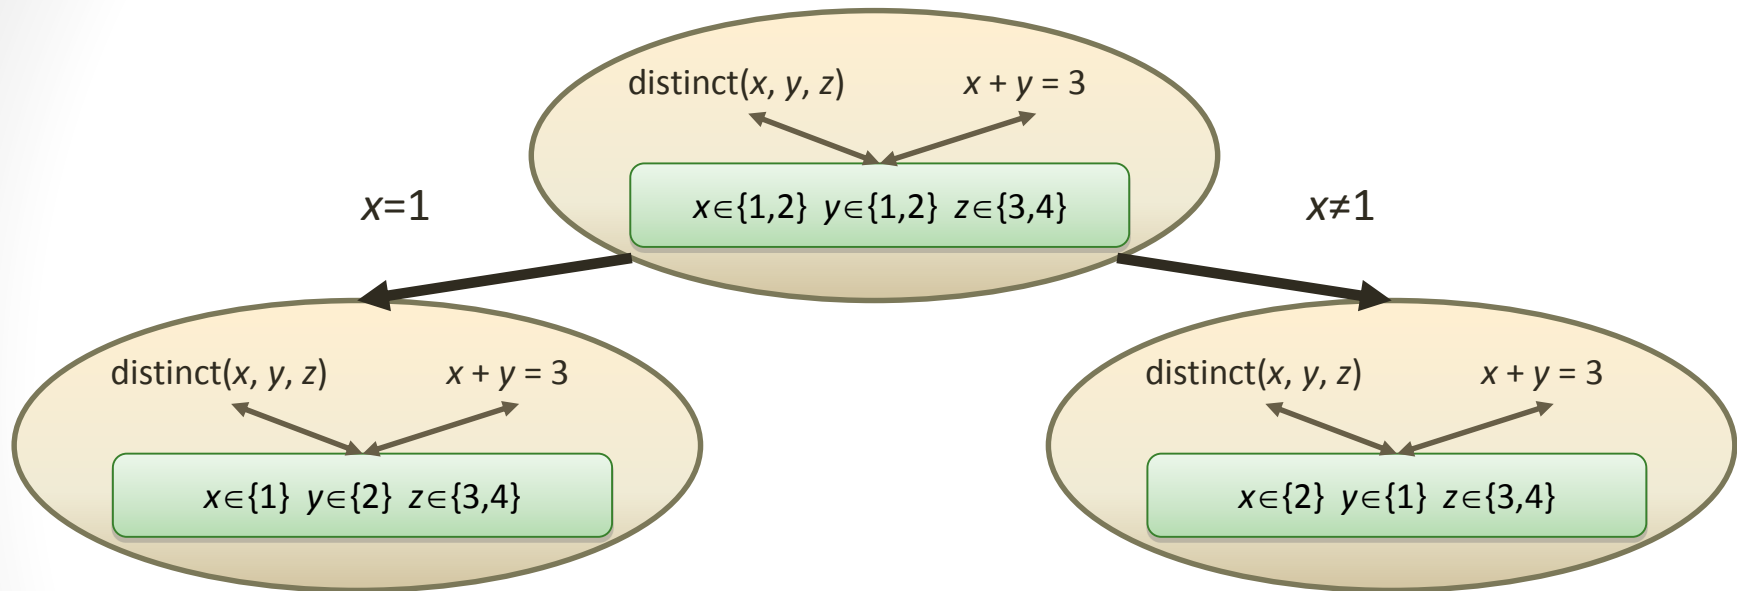 distinct(x, y, z) x + y = 3
x∈{1,2} y∈{1,2} z∈{3,4}
x=1
x≠1
distinct(x, y, z) x + y = 3
x∈{1} y∈{2} z∈{3,4}
distinct(x, y, z) x + y = 3
x∈{2} y∈{1} z∈{3,4}